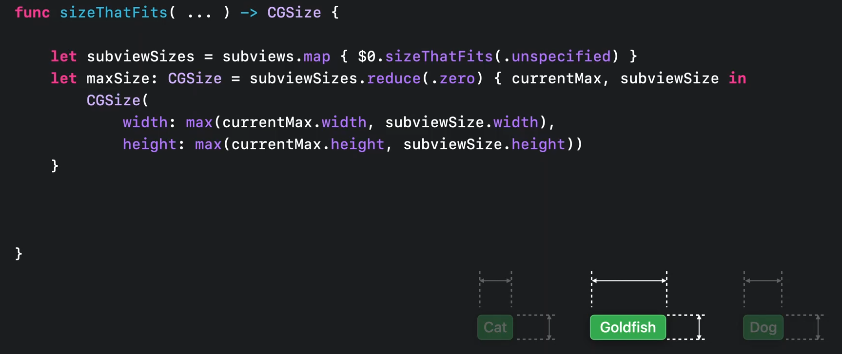 func sizeThatFits( ... ) -> CGSize {
let subviewSizes = subviews.map { $0.sizeThatFits(.unspecified) }
let maxSize: CGSize = subviewSizes.reduce(.zero) { currentMax, subviewSize in
CGSize(
width: max(currentMax.width, subviewSize.width),
height: max(currentMax.height, subviewSize.height))
}
}
Cat Goldfish Dog